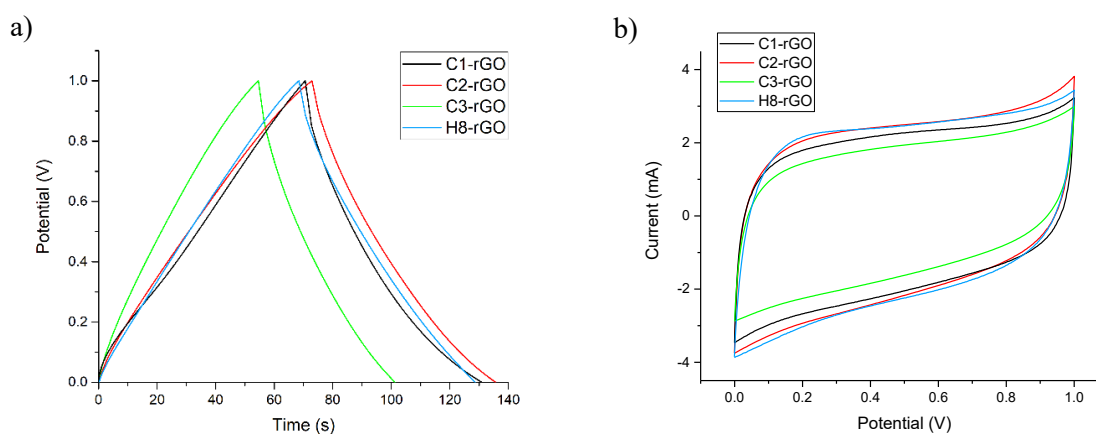 a)
C1-rGO
C2-rGO
C3-rGO
H8-rGO
1.0
0.8
0.6
0.4
0.2
0.0
Potential (V)
0 20 40 60 80 100 120 140
Time (s)
b)
C1-rGO
C2-rGO
C3-rGO
H8-rGO
4
2
0
-2
-4
Current (mA)
0.0 0.2 0.4 0.6 0.8 1.0
Potential (V)